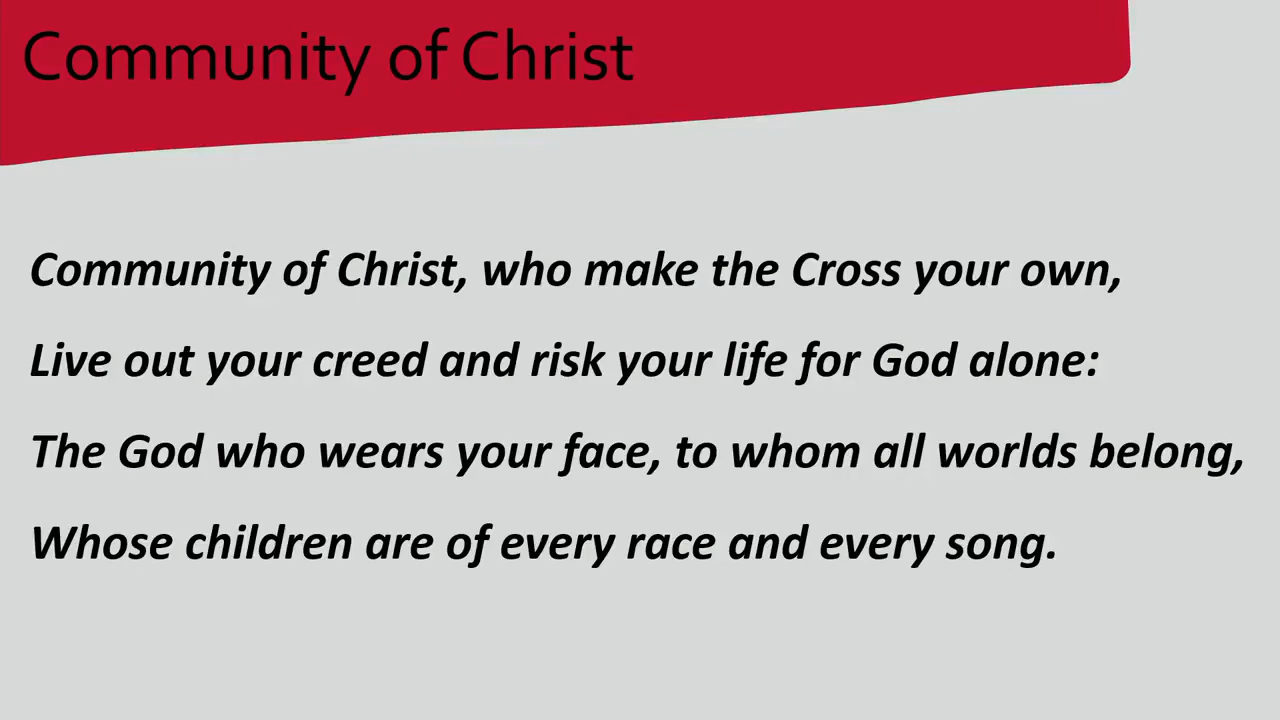 Community of Christ
Community of Christ, who make the Cross your own,
Live out your creed and risk your life for God alone:
The God who wears your face, to whom all worlds belong,
Whose children are of every race and every song.